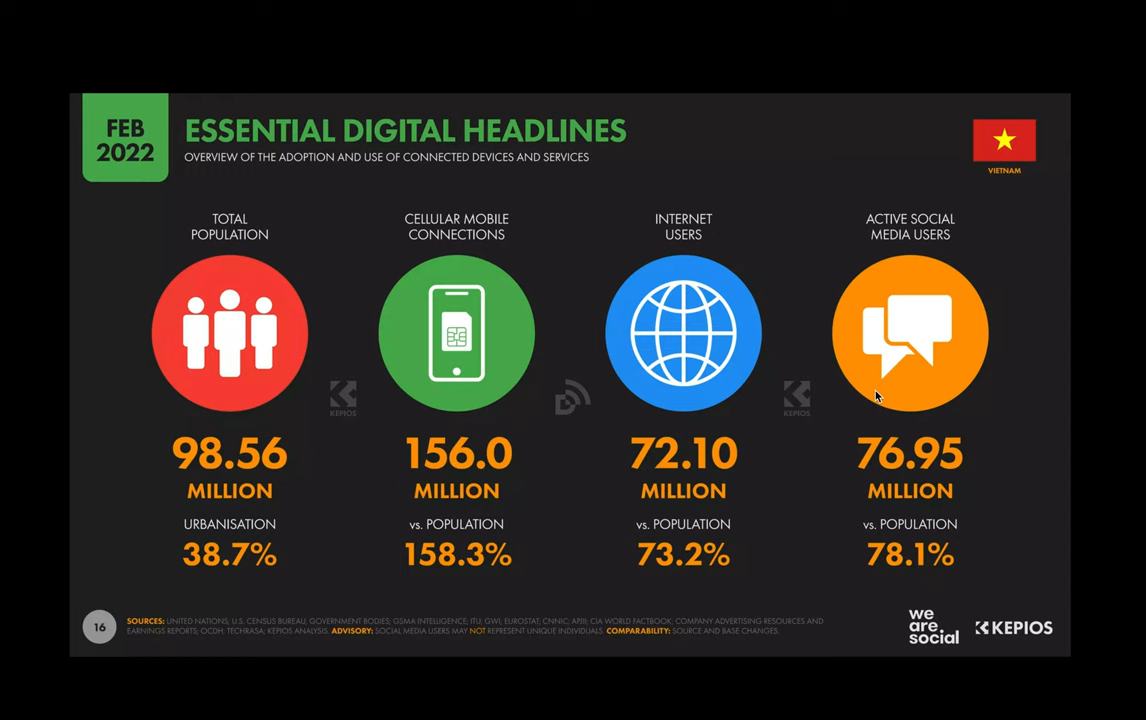 FEB
2022
ESSENTIAL DIGITAL HEADLINES
OVERVIEW OF THE ADOPTION AND USE OF CONNECTED DEVICES AND SERVICES
VIETNAM
TOTAL
POPULATION
98.56
MILLION
URBANISATION
38.7%
CELLULAR MOBILE
CONNECTIONS
156.0
MILLION
vs. POPULATION
158.3%
INTERNET
USERS
72.10
MILLION
vs. POPULATION
73.2%
ACTIVE SOCIAL
MEDIA USERS
76.95
MILLION
vs. POPULATION
78.1%
KEPIOS
KEPIOS
16
SOURCES: UNITED NATIONS; U.S. CENSUS BUREAU; GOVERNMENT BODIES; GSMA INTELLIGENCE; ITU; GWI; EUROSTAT; CNNIC; APJII; CIA WORLD FACTBOOK; COMPANY ADVERTISING RESOURCES AND
EARNINGS REPORTS; OCDH; TECHRASA; KEPIOS ANALYSIS. ADVISORY: SOCIAL MEDIA USERS MAY NOT REPRESENT UNIQUE INDIVIDUALS. COMPARABILITY: SOURCE AND BASE CHANGES.
we
are
social
KEPIOS